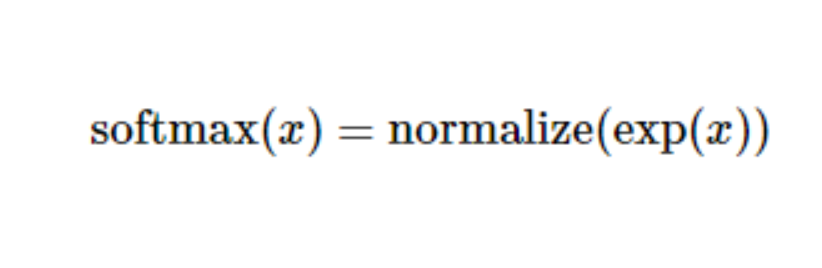 softmax(x) = normalize(exp(x))